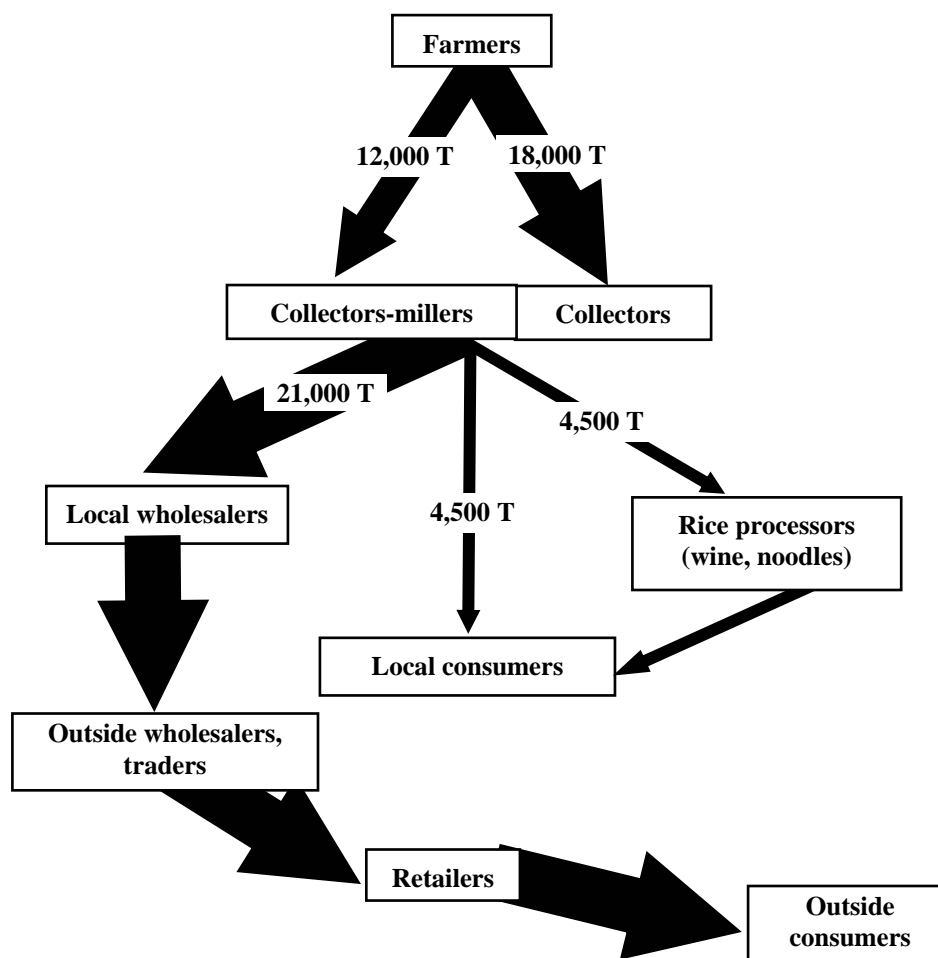 Farmers
12,000 T
18,000 T
Collectors-millers
Collectors
21,000 T
4,500 T
4,500 T
Local wholesalers
Rice processors
(wine, noodles)
Local consumers
Outside wholesalers,
traders
Retailers
Outside
consumers